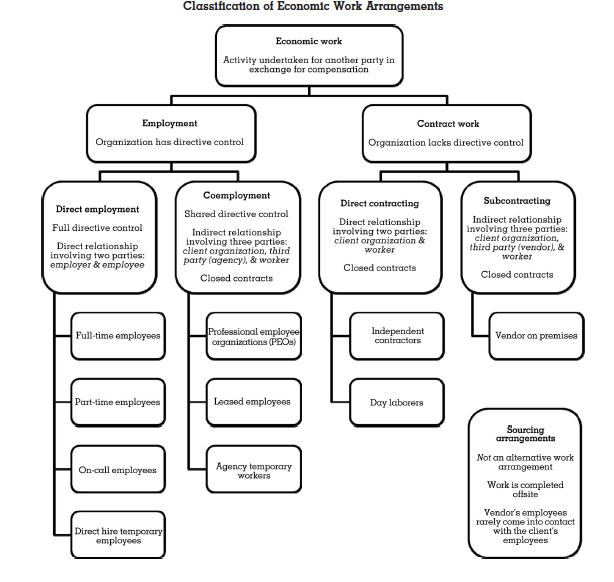 Classification of Economic Work Arrangements
Economic work
Activity undertaken for another party in
exchange for compensation
Employment
Organization has directive control
Contract work
Organization lacks directive control
Direct employment
Full directive control
Direct relationship
involving two parties:
employer & employee
Coemployment
Shared directive control
Indirect relationship
involving three parties:
client organization, third
party (agency), & worker
Closed contracts
Direct contracting
Direct relationship
involving two parties:
client organization &
worker
Closed contracts
Subcontracting
Indirect relationship
involving three parties:
client organization,
third party (vendor), &
worker
Closed contracts
Full-time employees
Part-time employees
On-call employees
Direct hire temporary
employees
Professional employee
organizations (PEOs)
Leased employees
Agency temporary
workers
Independent
contractors
Day laborers
Vendor on premises
Sourcing
arrangements
Not an alternative work
arrangement
Work is completed
offsite
Vendor's employees
rarely come into contact
with the client's
employees